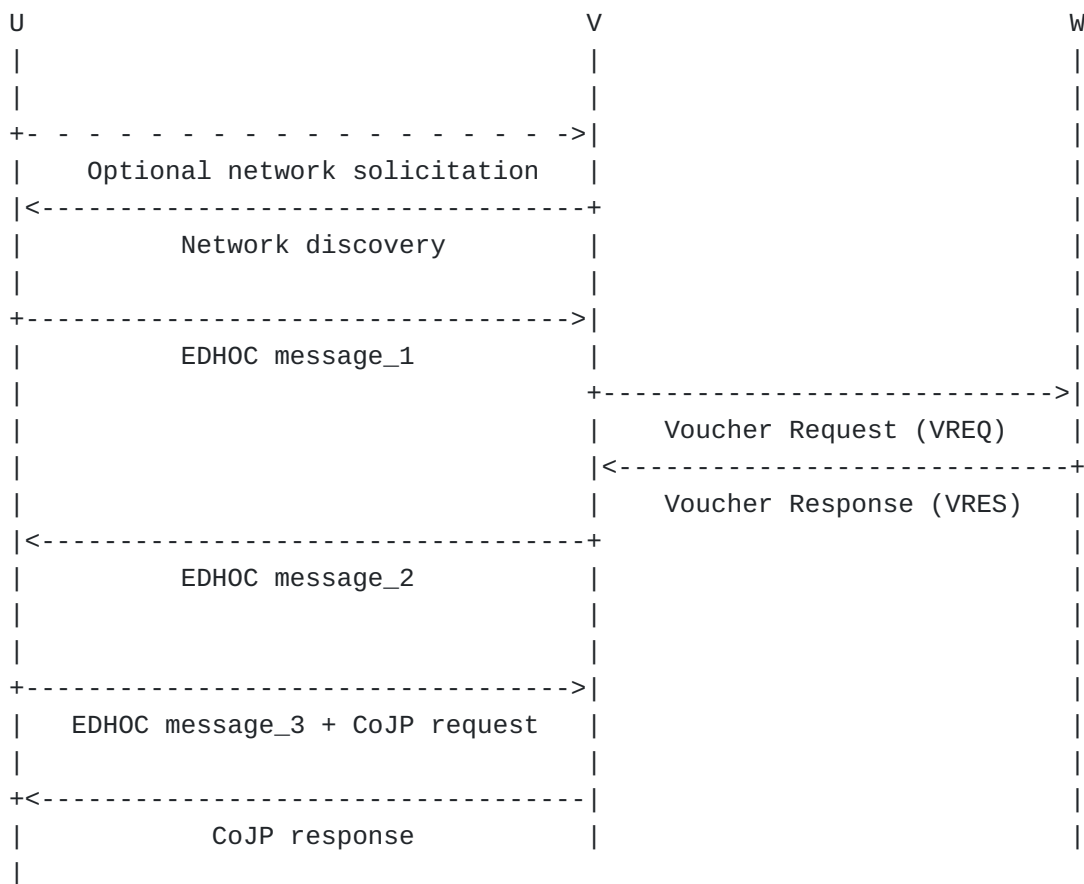 U V W
Optional network solicitation
Network discovery
EDHOC message_1
Voucher Request (VREQ)
Voucher Response (VRES)
EDHOC message_2
EDHOC message_3 + CoJP request
CoJP response